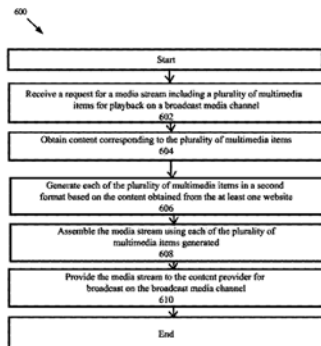 600
Start
Receive a request for a media stream including a plurality of multimedia
items for playback on a broadcast media channel
602
Obtain content corresponding to the plurality of multimedia items
604
Generate each of the plurality of multimedia items in a second
format based on the content obtained from the at least one website
606
Assemble the media stream using each of the plurality of
multimedia items generated
608
Provide the media stream to the content provider for
broadcast on the broadcast media channel
610
End